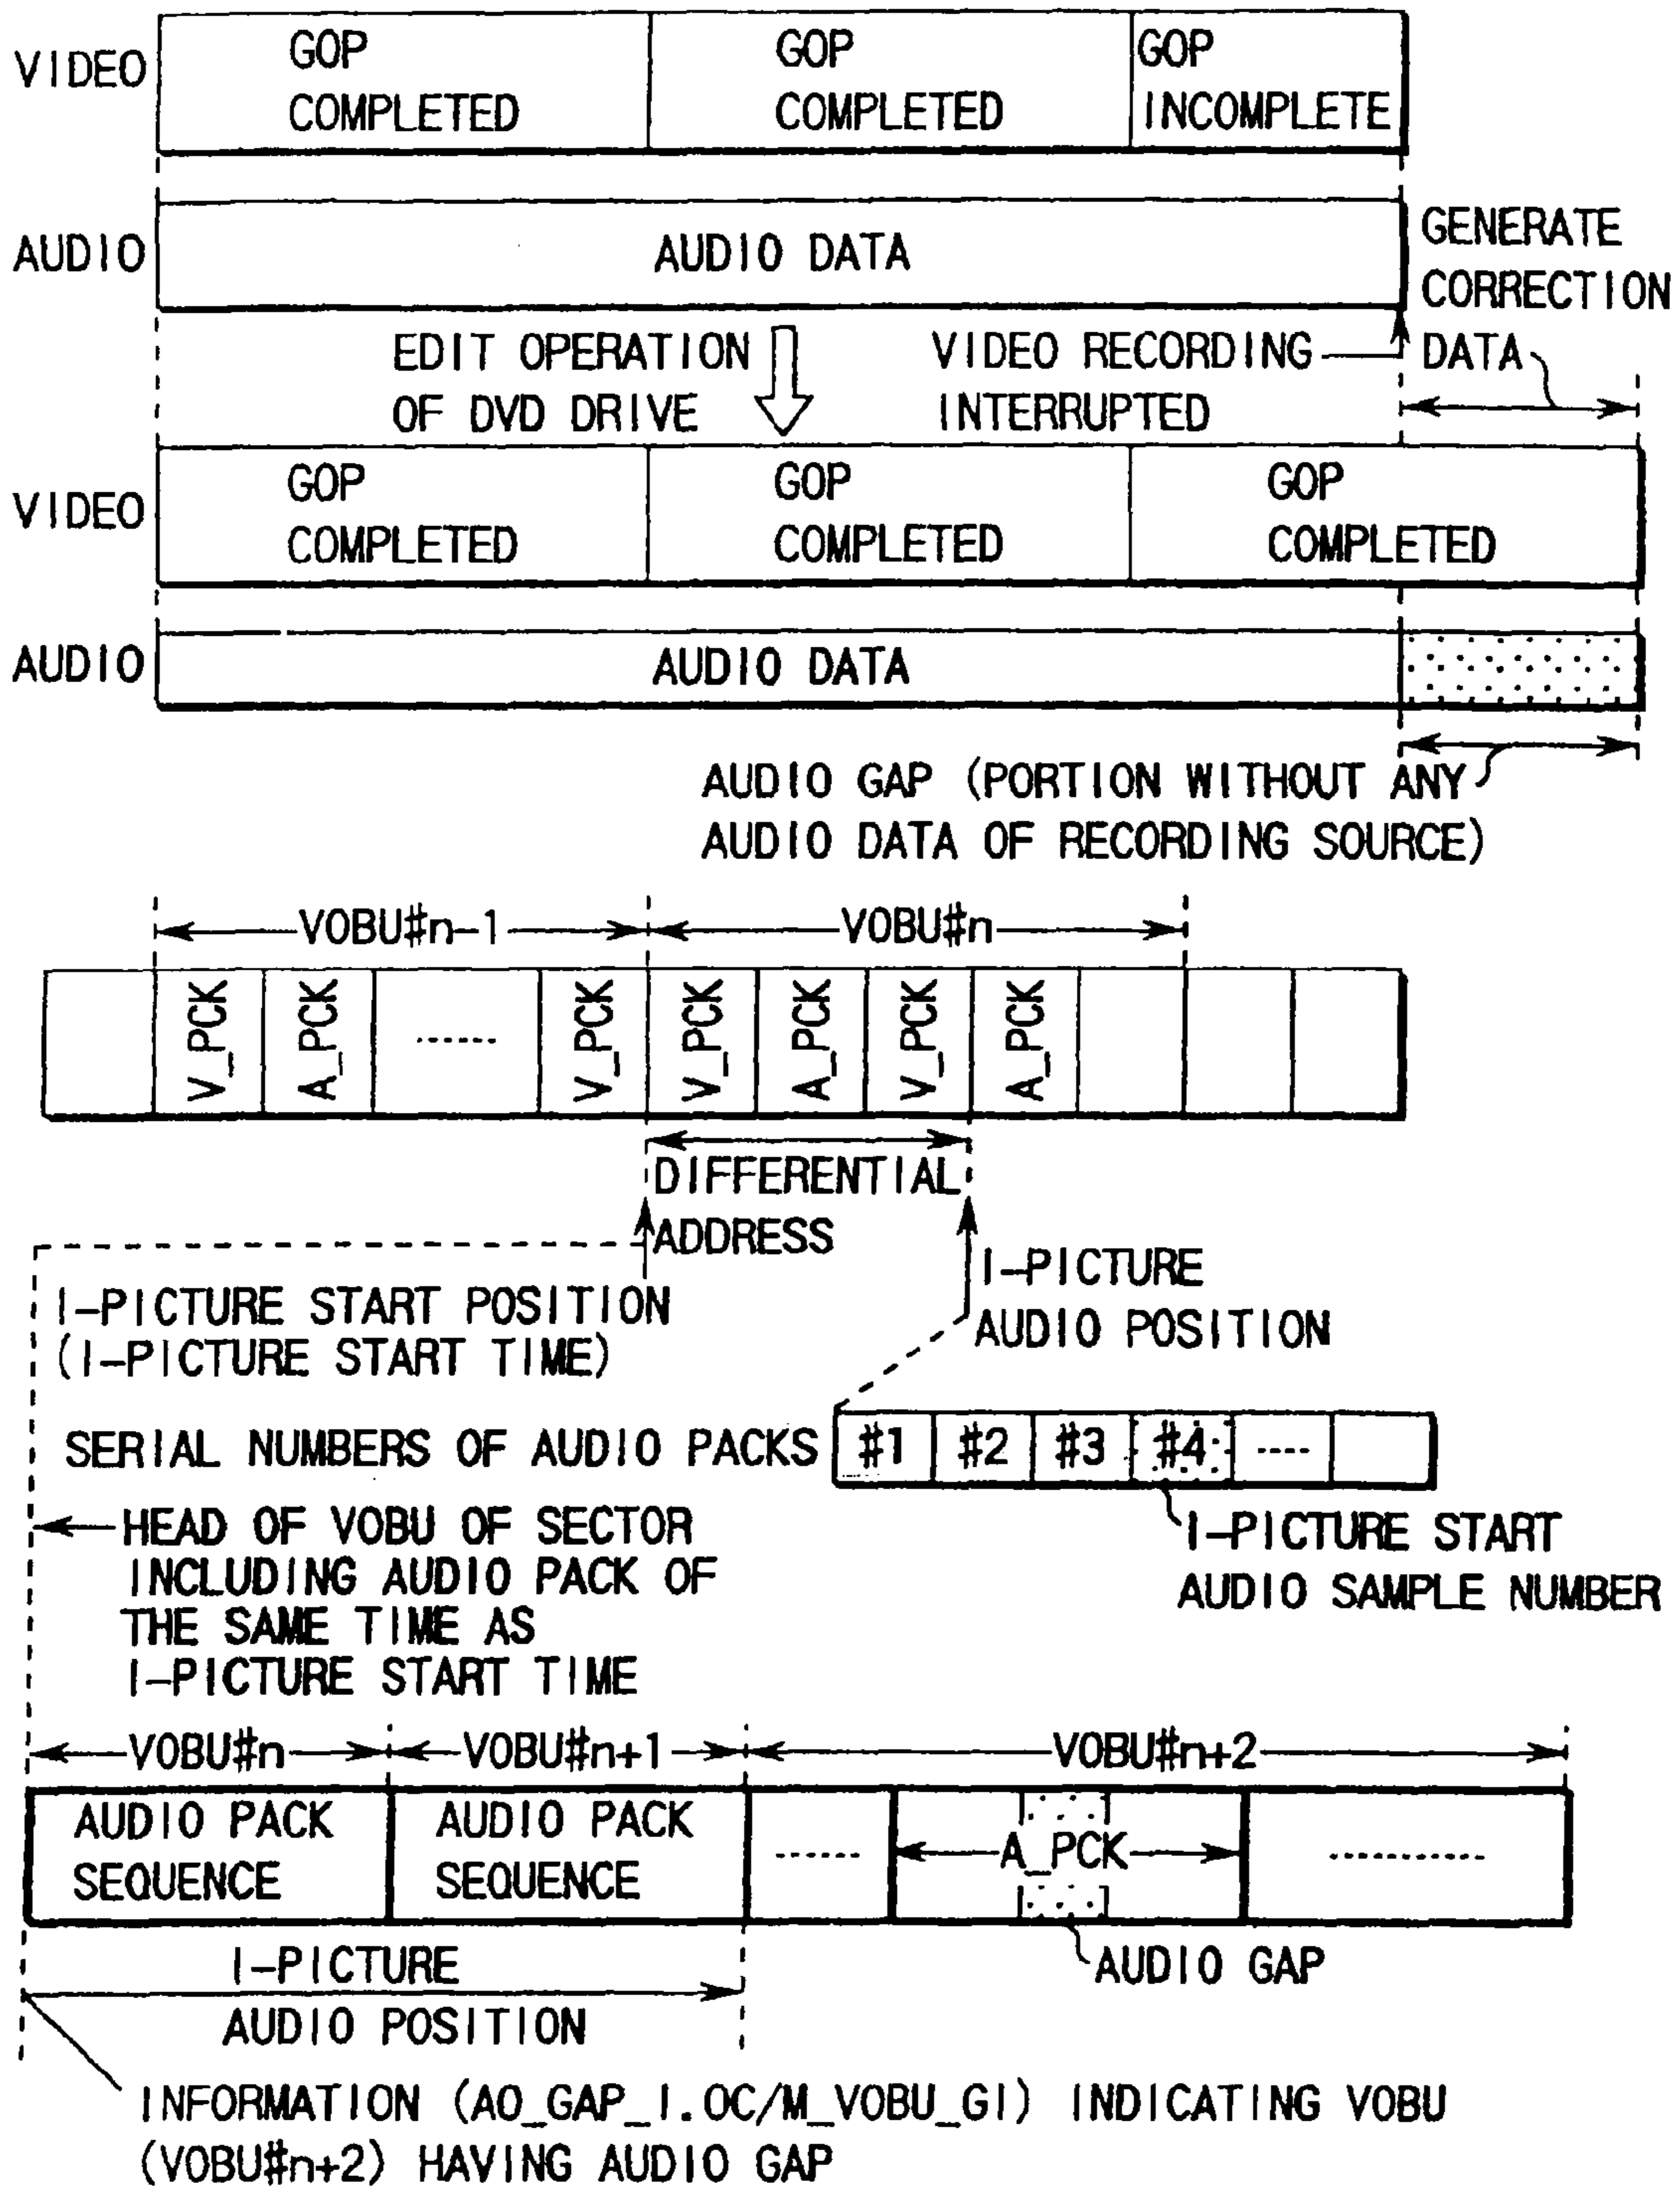 VIDEO
GOP
COMPLETED
GOP
COMPLETED
GOP
INCOMPLETE
AUDIO
AUDIO DATA
GENERATE
CORRECTION
DATA
EDIT OPERATION
OF DVD DRIVE
VIDEO RECORDING
INTERRUPTED
VIDEO
GOP
COMPLETED
GOP
COMPLETED
GOP
COMPLETED
AUDIO
AUDIO DATA
AUDIO GAP (PORTION WITHOUT ANY
AUDIO DATA OF RECORDING SOURCE)
VOBU#n-1
VOBU#n
V_PCK
A_PCK
V_PCK
V_PCK
A_PCK
V_PCK
A_PCK
DIFFERENTIAL
ADDRESS
I-PICTURE START POSITION
(I-PICTURE START TIME)
I-PICTURE
AUDIO POSITION
SERIAL NUMBERS OF AUDIO PACKS
#1 #2 #3 #4
I-PICTURE START
AUDIO SAMPLE NUMBER
HEAD OF VOBU OF SECTOR
INCLUDING AUDIO PACK OF
THE SAME TIME AS
I-PICTURE START TIME
VOBU#n
VOBU#n+1
VOBU#n+2
AUDIO PACK
SEQUENCE
AUDIO PACK
SEQUENCE
A_PCK
AUDIO GAP
I-PICTURE
AUDIO POSITION
INFORMATION (A0_GAP_I.OC/M_VOBU_GI) INDICATING VOBU
(VOBU#n+2) HAVING AUDIO GAP